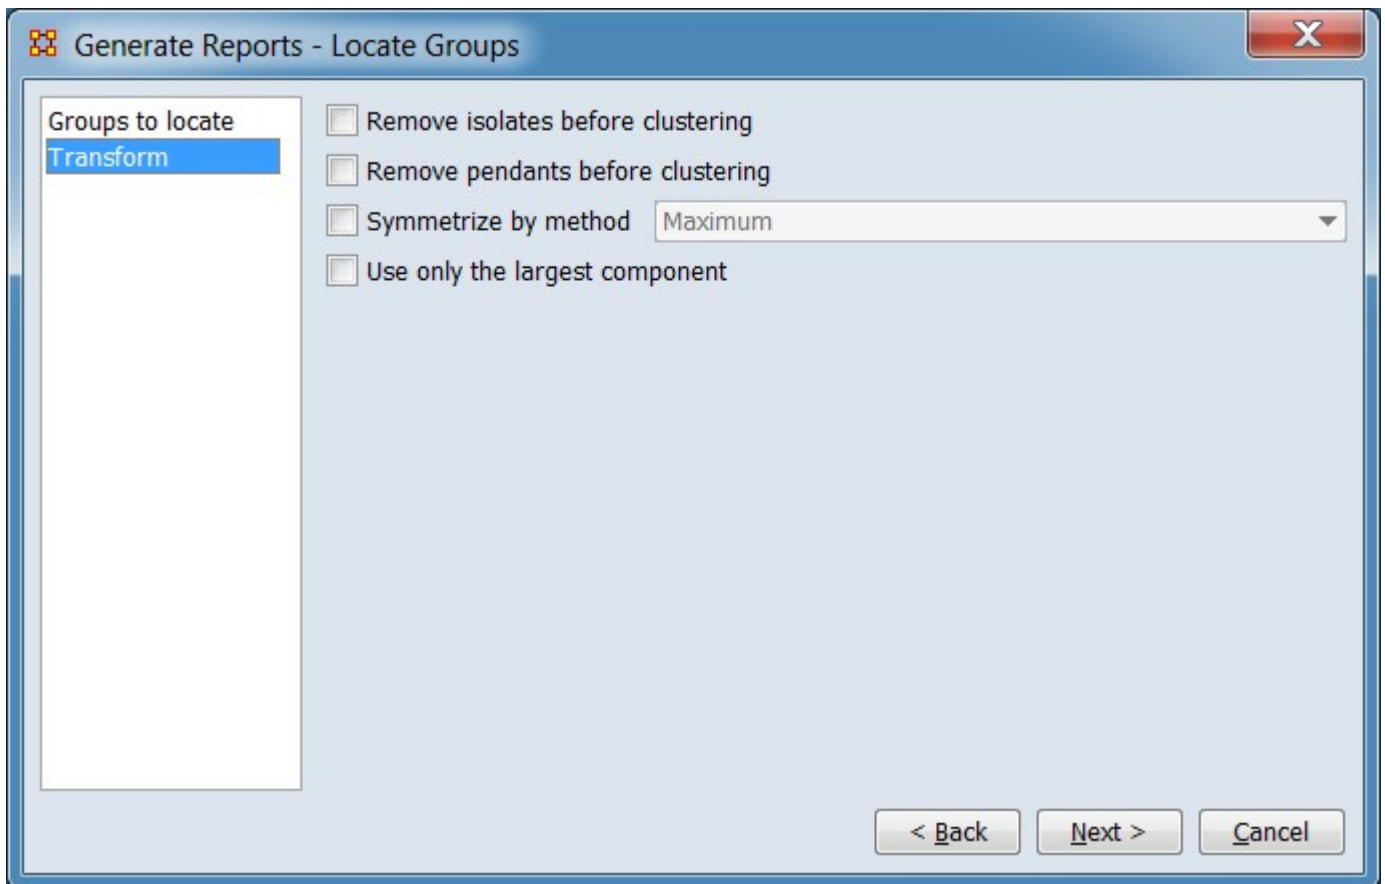 Generate Reports - Locate Groups
Groups to locate
Transform
Remove isolates before clustering
Remove pendants before clustering
Symmetrize by method Maximum
Use only the largest component
< Back Next > Cancel